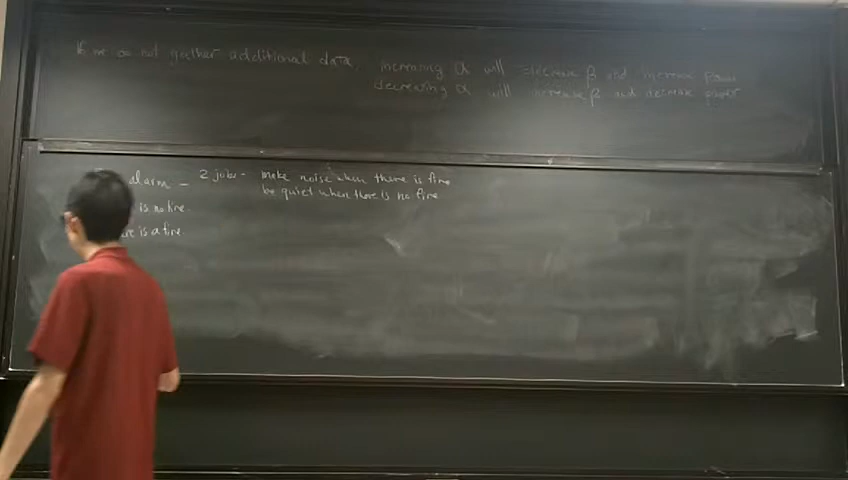 If we do not gather additional data, increasing α will decrease β and increase power
decreasing α will increase β and decrease power
alarm - 2 jobs - make noise when there is fire
be quiet when there is no fire
is no fire
is a fire